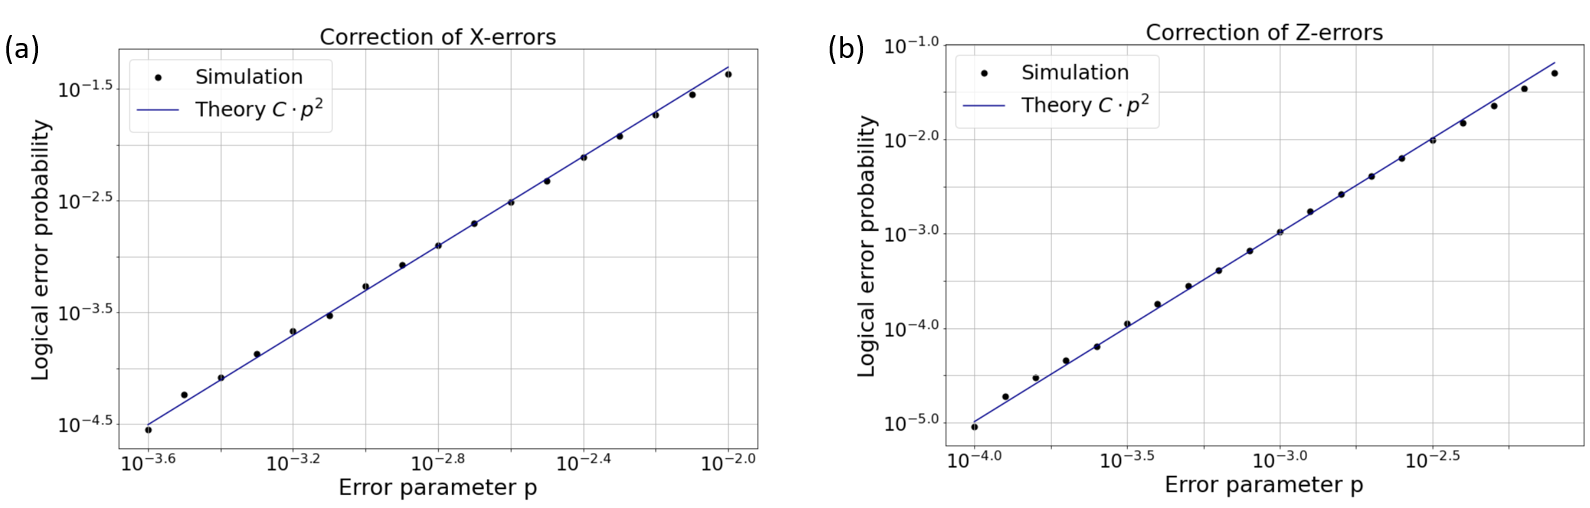 (a)
Correction of X-errors
Simulation
Theory C · p²
Logical error probability
10⁻¹·⁵
10⁻²·⁵
10⁻³·⁵
10⁻⁴·⁵
10⁻³·⁶ 10⁻³·² 10⁻²·⁸ 10⁻²·⁴ 10⁻²·⁰
Error parameter p
(b)
Correction of Z-errors
Simulation
Theory C · p²
Logical error probability
10⁻¹·⁰
10⁻²·⁰
10⁻³·⁰
10⁻⁴·⁰
10⁻⁵·⁰
10⁻⁴·⁰ 10⁻³·⁵ 10⁻³·⁰ 10⁻²·⁵
Error parameter p